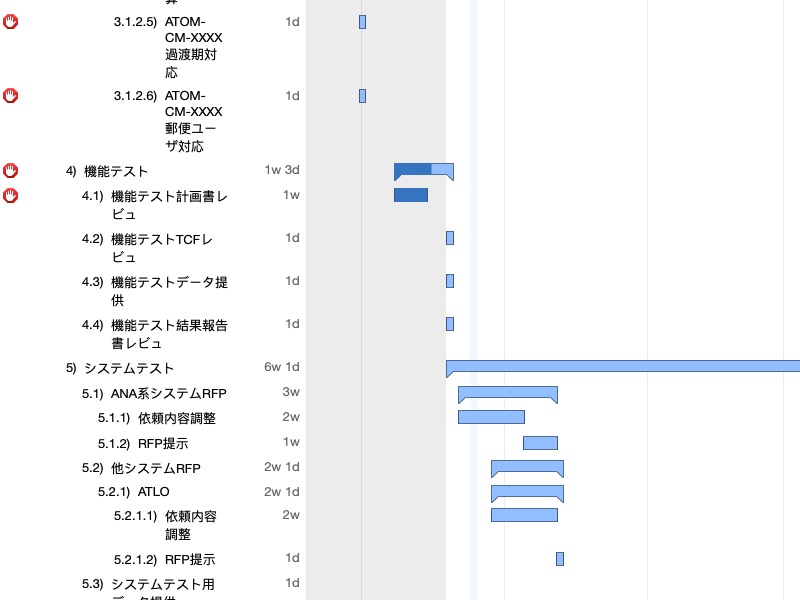 算
3.1.2.5) ATOM- 1d
CM-XXXX
過渡期対
応
3.1.2.6) ATOM- 1d
CM-XXXX
郵便ユー
ザ対応
4) 機能テスト 1w 3d
4.1) 機能テスト計画書レ 1w
ビュ
4.2) 機能テストTCFレ 1d
ビュ
4.3) 機能テストデータ提 1d
供
4.4) 機能テスト結果報告 1d
書レビュ
5) システムテスト 6w 1d
5.1) ANA系システムRFP 3w
5.1.1) 依頼内容調整 2w
5.1.2) RFP提示 1w
5.2) 他システムRFP 2w 1d
5.2.1) ATLO 2w 1d
5.2.1.1) 依頼内容 2w
調整
5.2.1.2) RFP提示 1d
5.3) システムテスト用 1d
データ提供